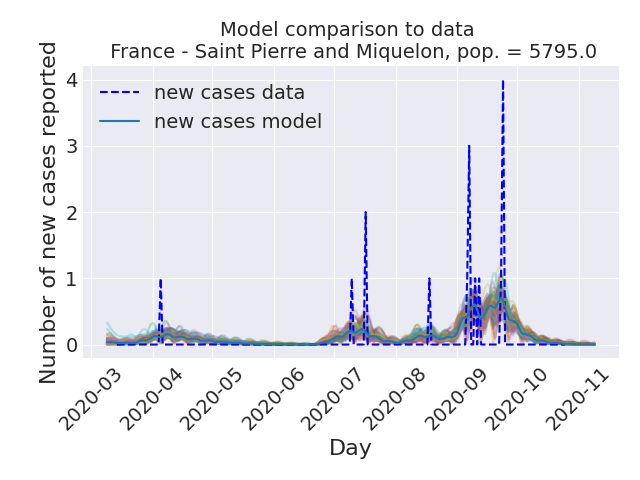 Model comparison to data
France - Saint Pierre and Miquelon, pop. = 5795.0
Number of new cases reported
4
3
2
1
0
new cases data
new cases model
2020-03
2020-04
2020-05
2020-06
2020-07
2020-08
2020-09
2020-10
2020-11
Day